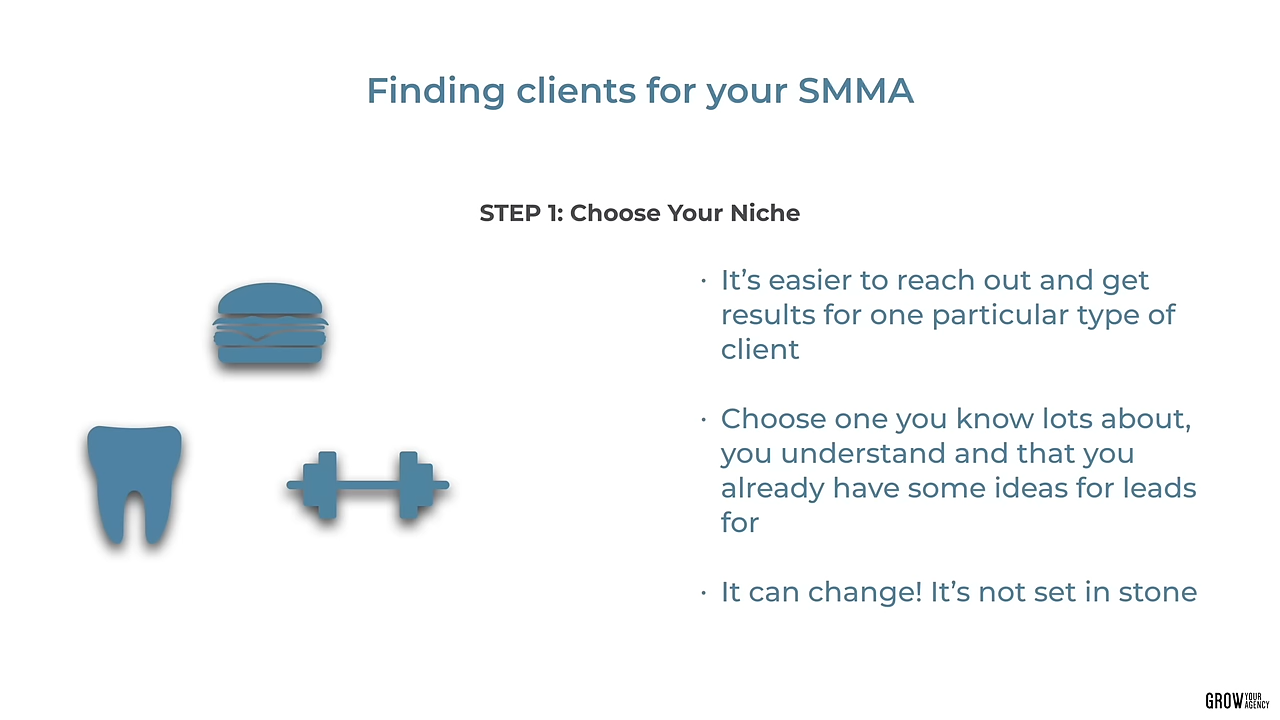 Finding clients for your SMMA
STEP 1: Choose Your Niche
· It’s easier to reach out and get
results for one particular type of
client
· Choose one you know lots about,
you understand and that you
already have some ideas for leads
for
· It can change! It’s not set in stone
GROW YOUR AGENCY